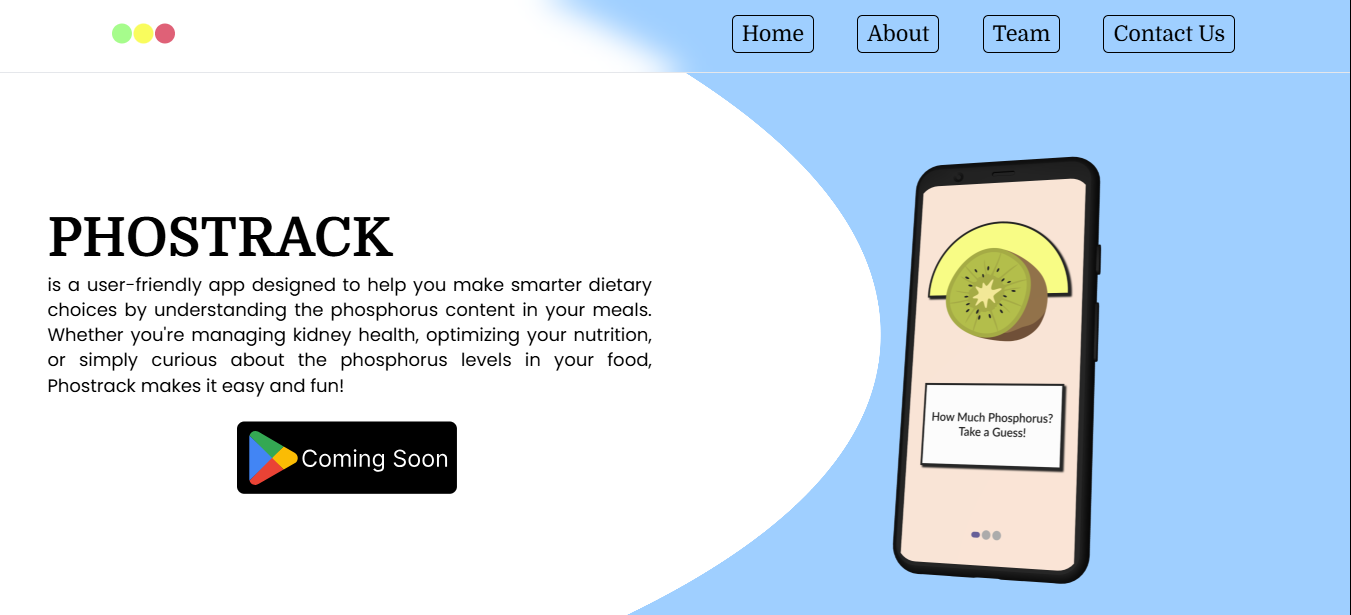 Home About Team Contact Us
PHOSTRACK
is a user-friendly app designed to help you make smarter dietary
choices by understanding the phosphorus content in your meals.
Whether you're managing kidney health, optimizing your nutrition,
or simply curious about the phosphorus levels in your food,
Phostrack makes it easy and fun!
Coming Soon
How Much Phosphorus?
Take a Guess!